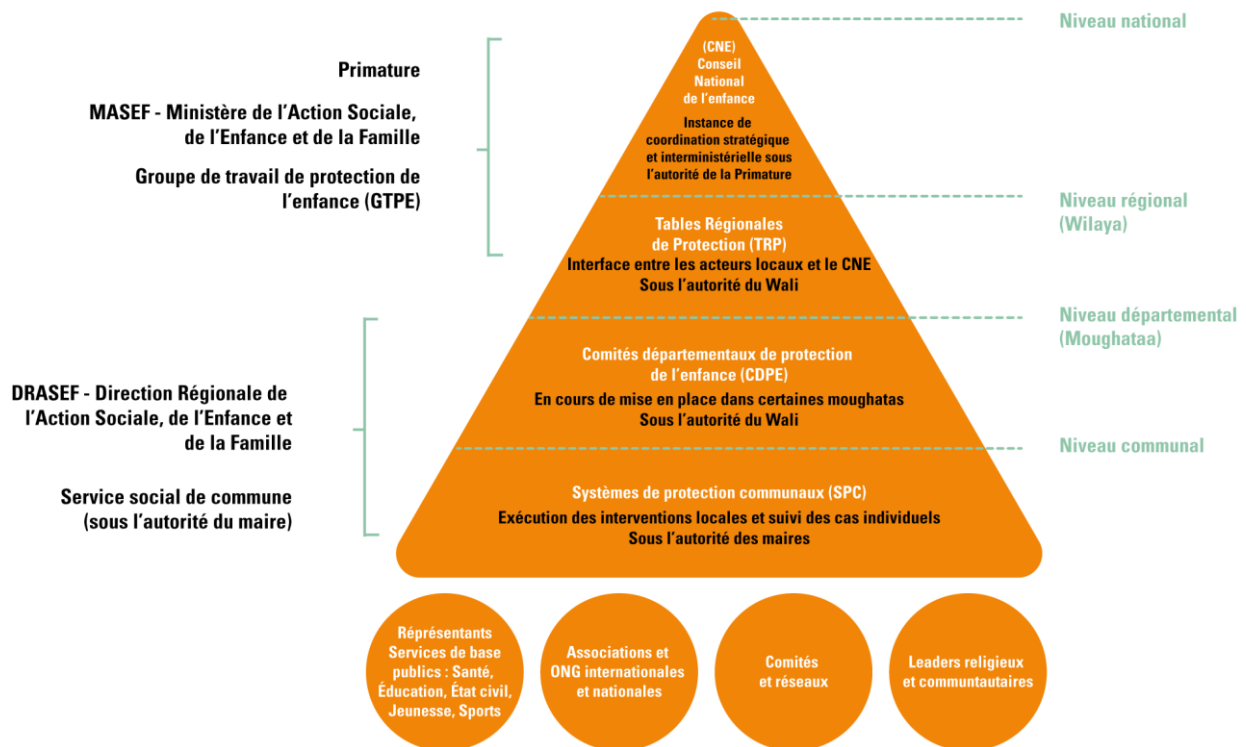 Niveau national
(CNE)
Conseil
National
de l’enfance
Instance de
coordination stratégique
et interministérielle sous
l’autorité de la Primature
Primature
MASEF - Ministère de l’Action Sociale,
de l’Enfance et de la Famille
Groupe de travail de protection de
l’enfance (GTPE)
Niveau régional
(Wilaya)
Tables Régionales
de Protection (TRP)
Interface entre les acteurs locaux et le CNE
Sous l’autorité du Wali
Niveau départemental
(Moughataa)
Comités départementaux de protection
de l’enfance (CDPE)
En cours de mise en place dans certaines moughatas
Sous l’autorité du Wali
DRASEF - Direction Régionale de
l’Action Sociale, de l’Enfance et
de la Famille
Service social de commune
(sous l’autorité du maire)
Niveau communal
Systèmes de protection communaux (SPC)
Exécution des interventions locales et suivi des cas individuels
Sous l’autorité des maires
Réprésentants
Services de base
publics : Santé,
Éducation, État civil,
Jeunesse, Sports
Associations et
ONG internationales
et nationales
Comités
et réseaux
Leaders religieux
et communtautaires